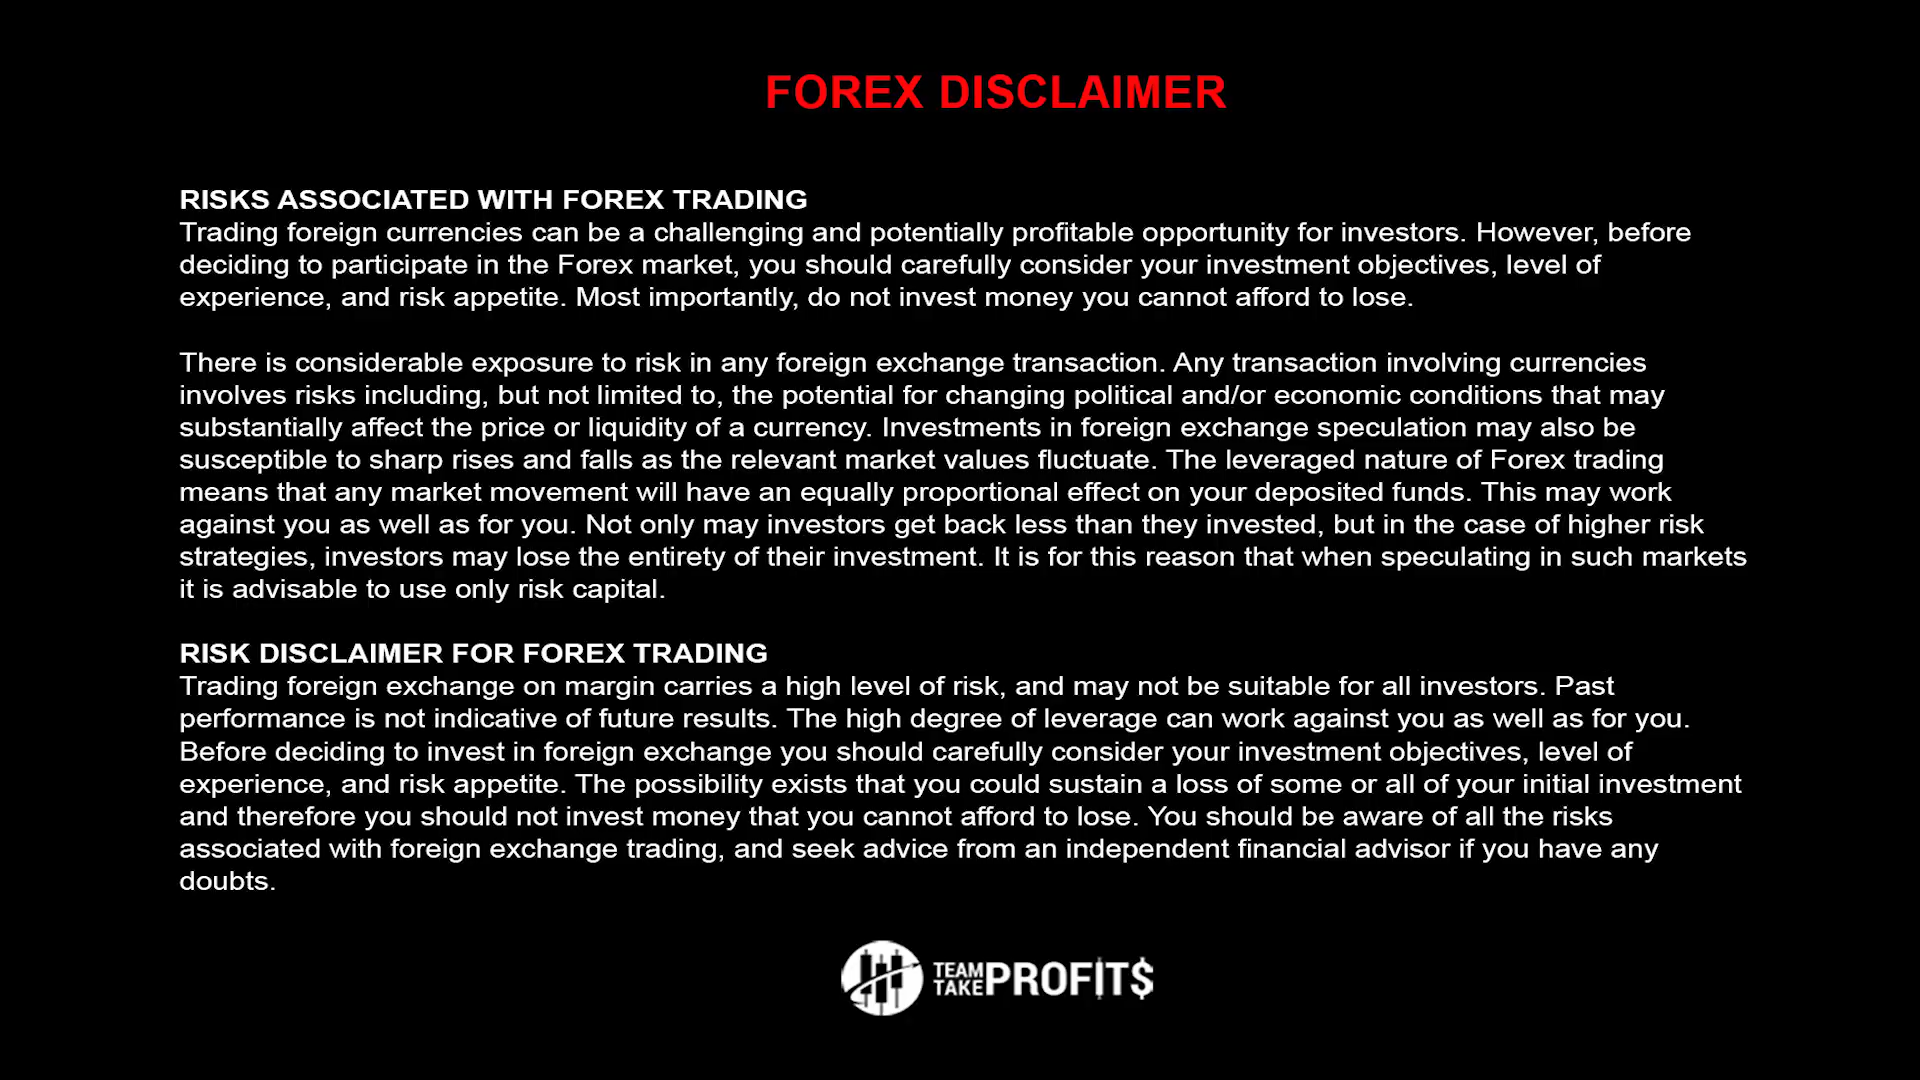 FOREX DISCLAIMER
RISKS ASSOCIATED WITH FOREX TRADING
Trading foreign currencies can be a challenging and potentially profitable opportunity for investors. However, before
deciding to participate in the Forex market, you should carefully consider your investment objectives, level of
experience, and risk appetite. Most importantly, do not invest money you cannot afford to lose.
There is considerable exposure to risk in any foreign exchange transaction. Any transaction involving currencies
involves risks including, but not limited to, the potential for changing political and/or economic conditions that may
substantially affect the price or liquidity of a currency. Investments in foreign exchange speculation may also be
susceptible to sharp rises and falls as the relevant market values fluctuate. The leveraged nature of Forex trading
means that any market movement will have an equally proportional effect on your deposited funds. This may work
against you as well as for you. Not only may investors get back less than they invested, but in the case of higher risk
strategies, investors may lose the entirety of their investment. It is for this reason that when speculating in such markets
it is advisable to use only risk capital.
RISK DISCLAIMER FOR FOREX TRADING
Trading foreign exchange on margin carries a high level of risk, and may not be suitable for all investors. Past
performance is not indicative of future results. The high degree of leverage can work against you as well as for you.
Before deciding to invest in foreign exchange you should carefully consider your investment objectives, level of
experience, and risk appetite. The possibility exists that you could sustain a loss of some or all of your initial investment
and therefore you should not invest money that you cannot afford to lose. You should be aware of all the risks
associated with foreign exchange trading, and seek advice from an independent financial advisor if you have any
doubts.
TEAM
TAKE PROFIT$